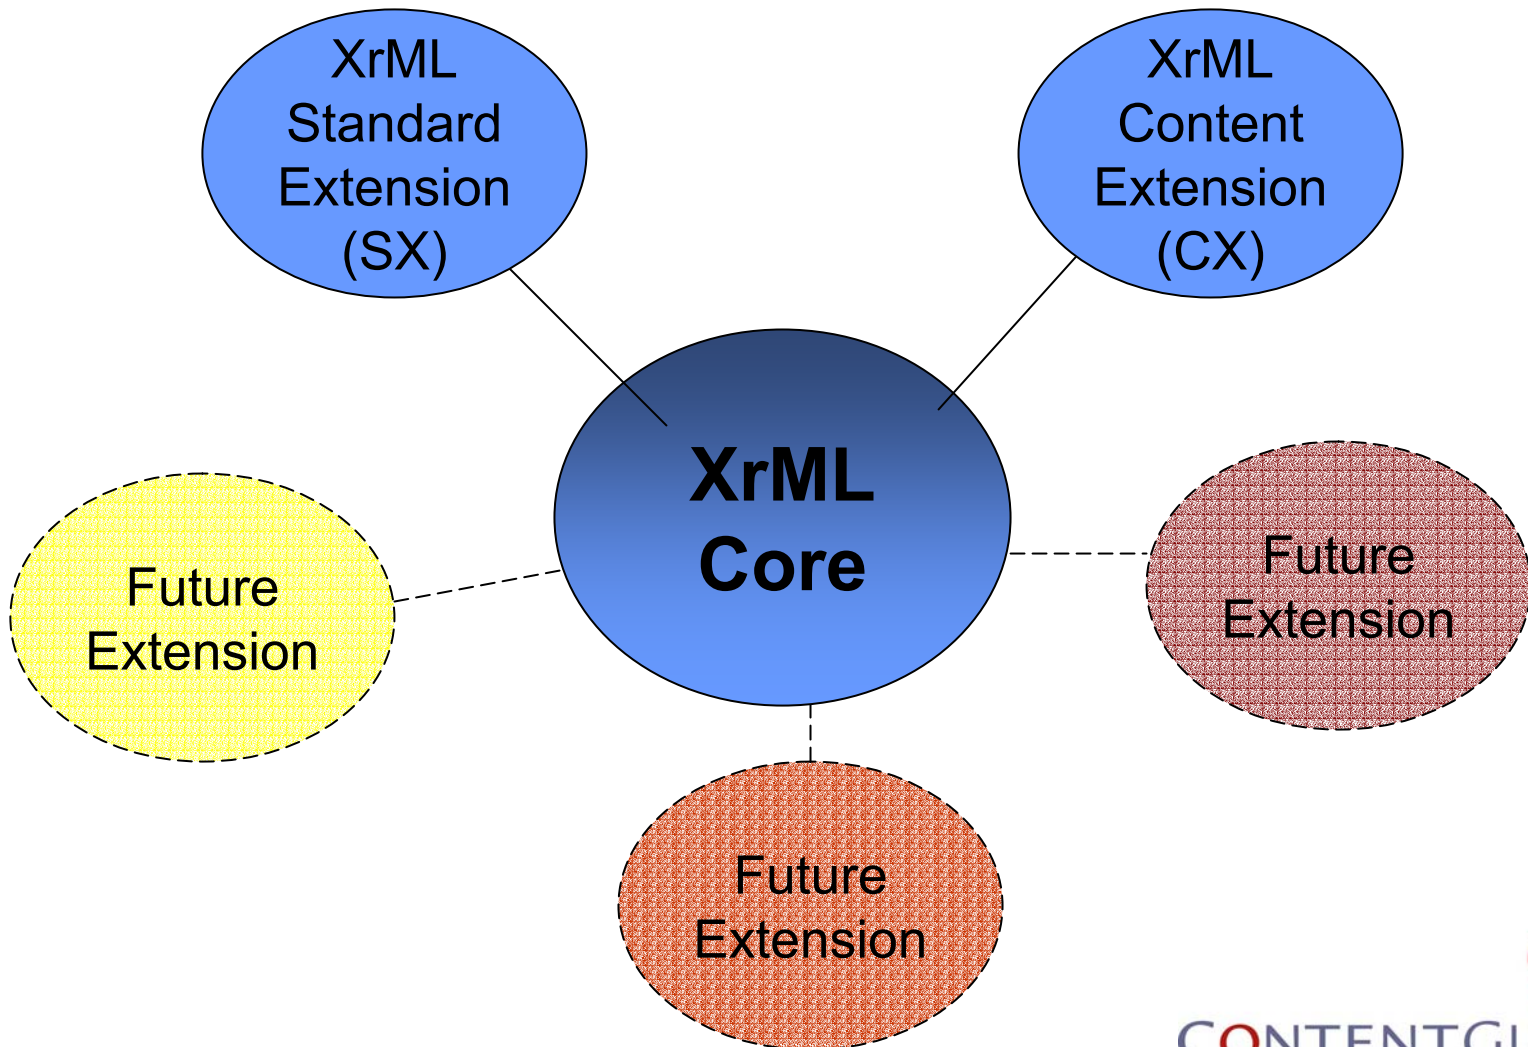 XrML
Standard
Extension
(SX)
XrML
Content
Extension
(CX)
XrML
Core
Future
Extension
Future
Extension
Future
Extension